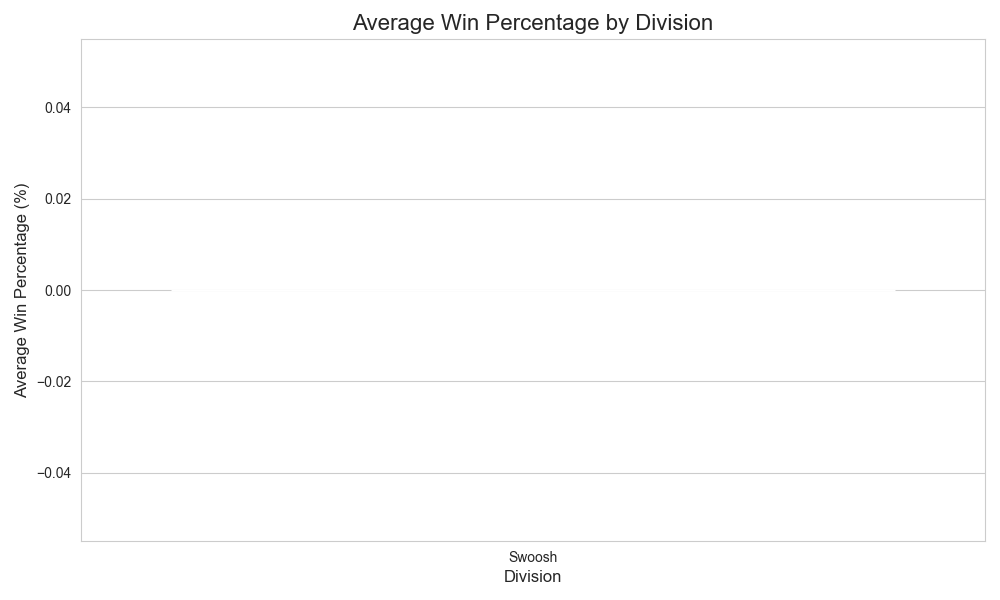 Average Win Percentage by Division
0.04
0.02
0.00
−0.02
−0.04
Average Win Percentage (%)
Swoosh
Division